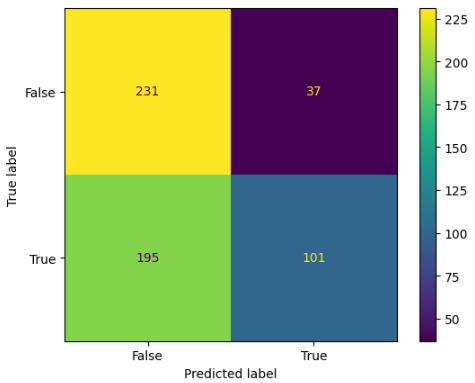 False
231
37
True
195
101
False
True
Predicted label
True label
225
200
175
150
125
100
75
50